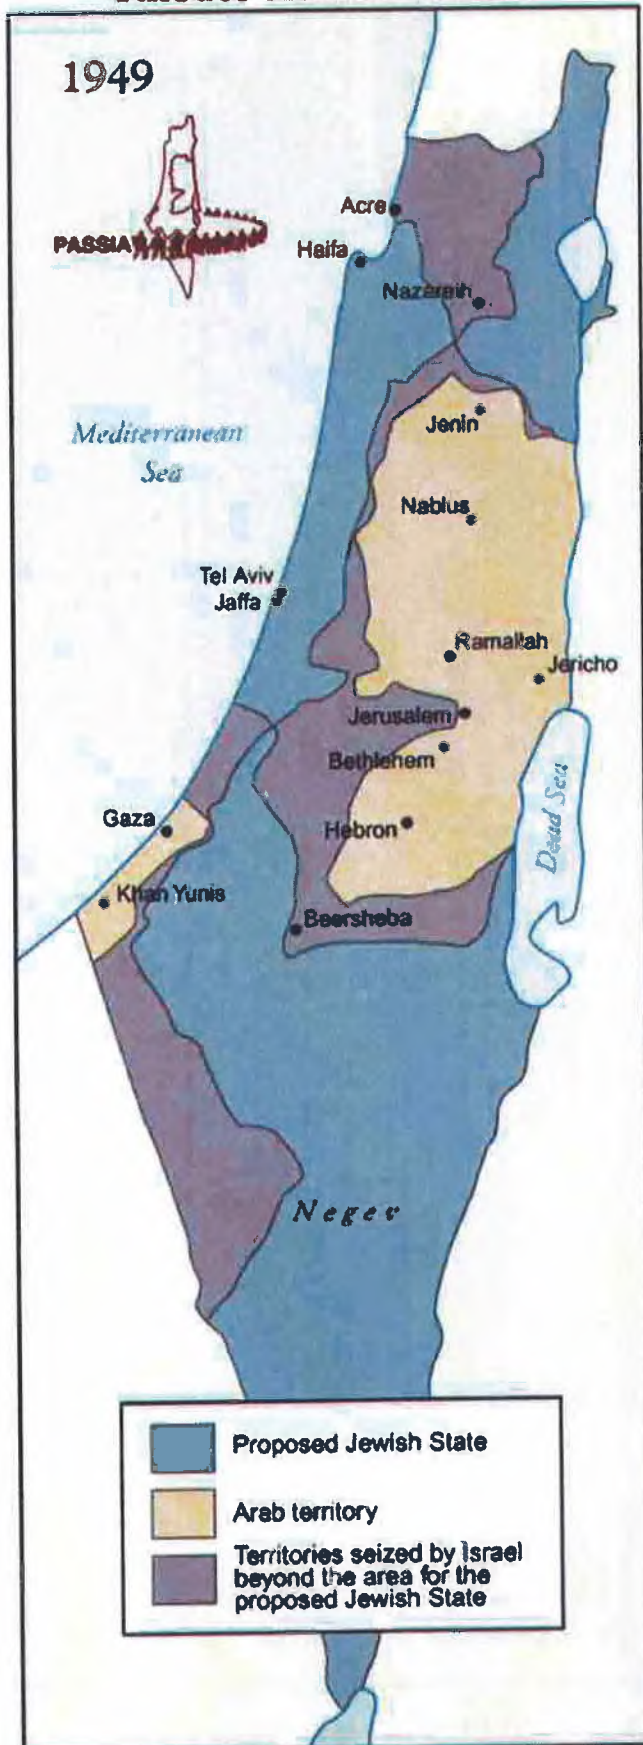 1949
PASSIA
Acre
Haifa
Nazareth
Mediterranean
Sea
Jenin
Nablus
Tel Aviv
Jaffa
Ramallah
Jericho
Jerusalem
Bethlehem
Dead Sea
Gaza
Hebron
Khan Yunis
Beersheba
Negev
Proposed Jewish State
Arab territory
Territories seized by Israel
beyond the area for the
proposed Jewish State